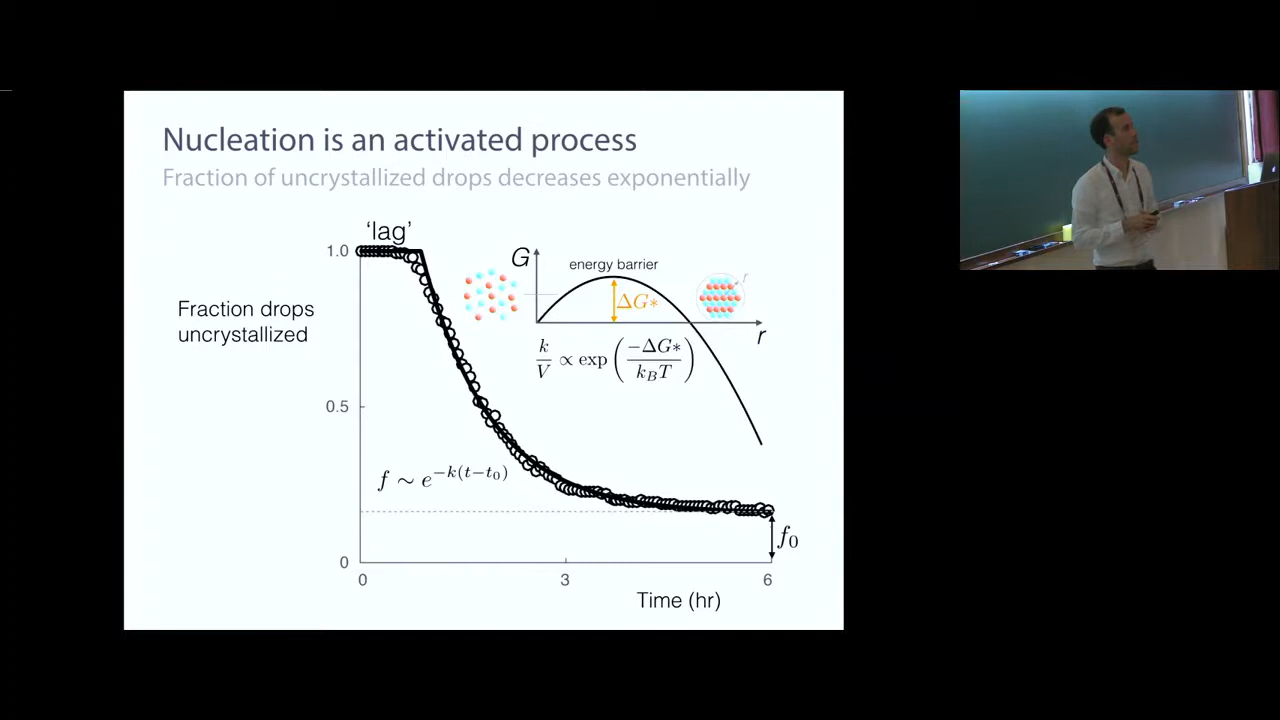 Nucleation is an activated process
Fraction of uncrystallized drops decreases exponentially
'lag'
1.0
G
energy barrier
r
ΔG*
Fraction drops
uncrystallized
r
k/V ∝ exp(-ΔG*/k_BT)
0.5
f ∼ e^{-k(t-t_0)}
f_0
0
0
3
6
Time (hr)